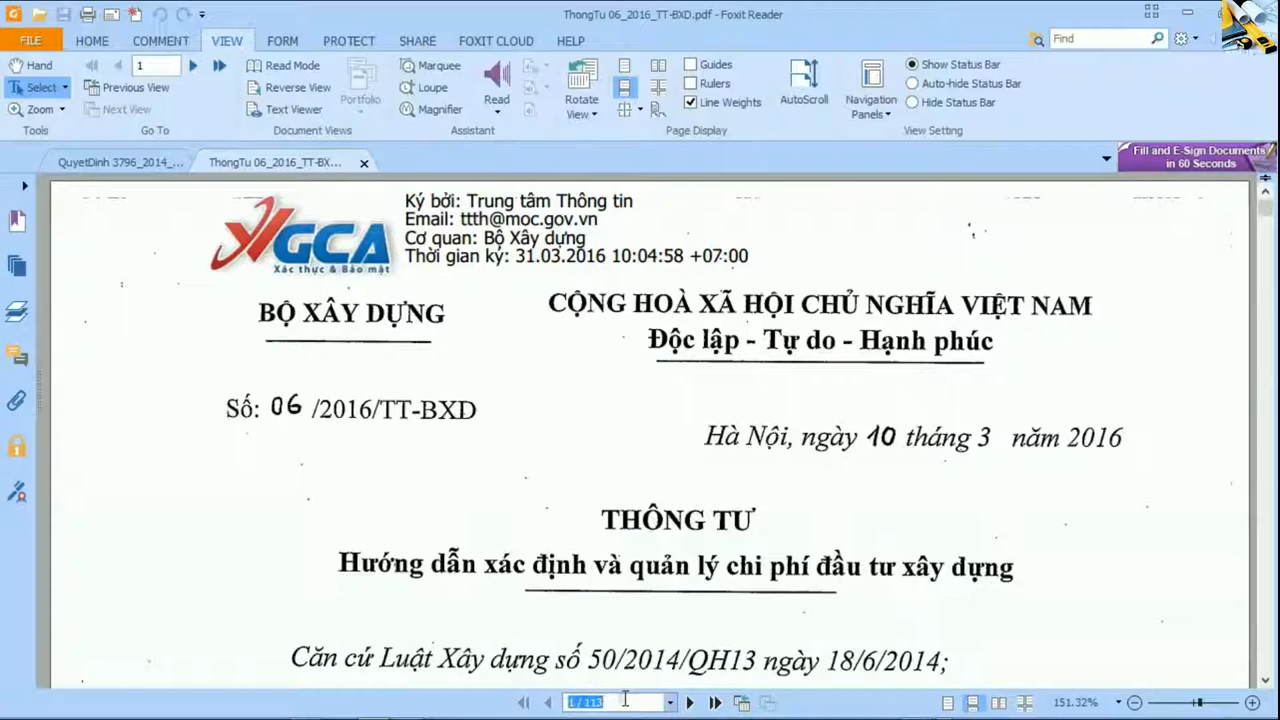 ThongTu 06_2016_TT-BXD.pdf - Foxit Reader
FILE HOME COMMENT VIEW FORM PROTECT SHARE FOXIT CLOUD HELP Find
Hand 1 Read Mode Marquee Guides Show Status Bar
Select Previous View Reverse View Loupe Rulers Auto-hide Status Bar
Zoom Next View Text Viewer Portfolio Magnifier Read Rotate View Line Weights AutoScroll Navigation Panels Hide Status Bar
Tools Go To Document Views Assistant Page Display View Setting
QuyetDinh 3796_2014_... ThongTu 06_2016_TT-BX... Fill and E-Sign Documents
in 60 Seconds
VGCA
Xác thực & Bảo mật
Ký bởi: Trung tâm Thông tin
Email: ttth@moc.gov.vn
Cơ quan: Bộ Xây dựng
Thời gian ký: 31.03.2016 10:04:58 +07:00
BỘ XÂY DỰNG
CỘNG HOÀ XÃ HỘI CHỦ NGHĨA VIỆT NAM
Độc lập - Tự do - Hạnh phúc
Số: 06 /2016/TT-BXD
Hà Nội, ngày 10 tháng 3 năm 2016
THÔNG TƯ
Hướng dẫn xác định và quản lý chi phí đầu tư xây dựng
Căn cứ Luật Xây dựng số 50/2014/QH13 ngày 18/6/2014;
1 / 113 151.32%